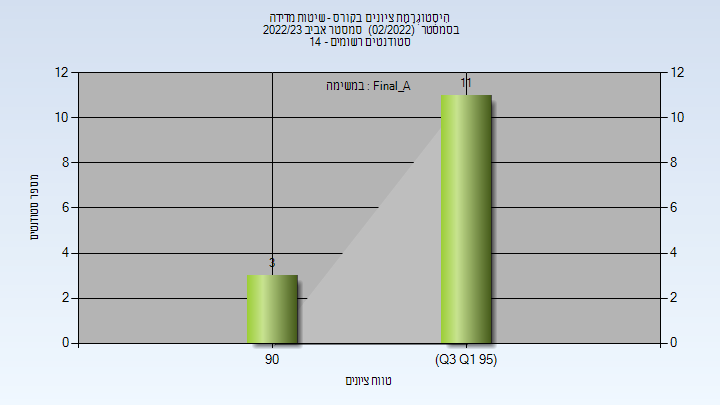 היסטוגרמת ציונים בקורס - שיטות מדידה
בסמסטר (02/2022) סמסטר אביב 2022/23
סטודנטים רשומים - 14
במשימה : Final_A
12
10
8
6
4
2
0
12
10
8
6
4
2
0
11
3
מספר סטודנטים
90
(Q3 Q1 95)
טווח ציונים